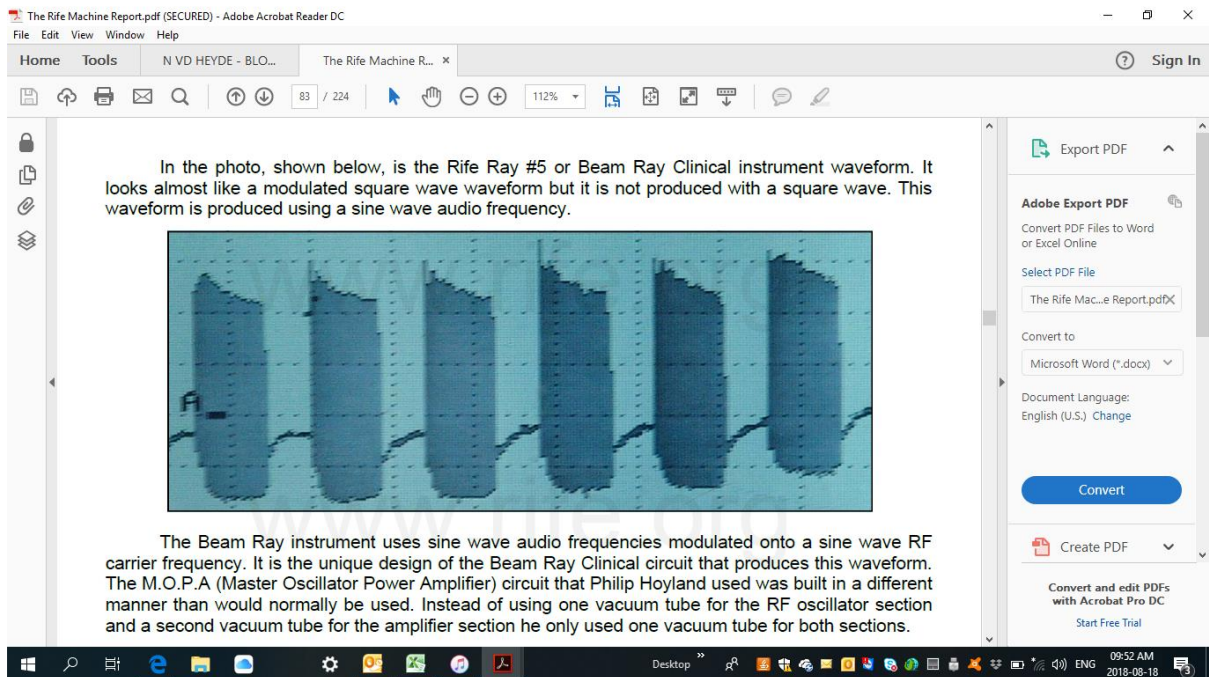 The Rife Machine Report.pdf (SECURED) - Adobe Acrobat Reader DC
File Edit View Window Help
Home Tools N VD HEYDE - BLO... The Rife Machine R... × ? Sign In
83 / 224 112%
In the photo, shown below, is the Rife Ray #5 or Beam Ray Clinical instrument waveform. It
looks almost like a modulated square wave waveform but it is not produced with a square wave. This
waveform is produced using a sine wave audio frequency.
www.rife.org
A
www.rife.org
The Beam Ray instrument uses sine wave audio frequencies modulated onto a sine wave RF
carrier frequency. It is the unique design of the Beam Ray Clinical circuit that produces this waveform.
The M.O.P.A (Master Oscillator Power Amplifier) circuit that Philip Hoyland used was built in a different
manner than would normally be used. Instead of using one vacuum tube for the RF oscillator section
and a second vacuum tube for the amplifier section he only used one vacuum tube for both sections.
Export PDF
Adobe Export PDF
Convert PDF Files to Word
or Excel Online
Select PDF File
The Rife Mac...e Report.pdf
Convert to
Microsoft Word (*.docx)
Document Language:
English (U.S.) Change
Convert
Create PDF
Convert and edit PDFs
with Acrobat Pro DC
Start Free Trial
Desktop ENG 09:52 AM
2018-08-18
3